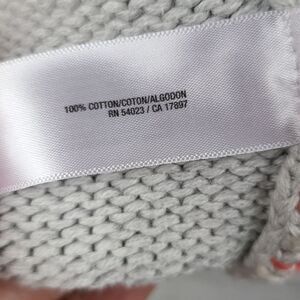 100% COTTON/COTON/ALGODON
RN 54023 / CA 17897